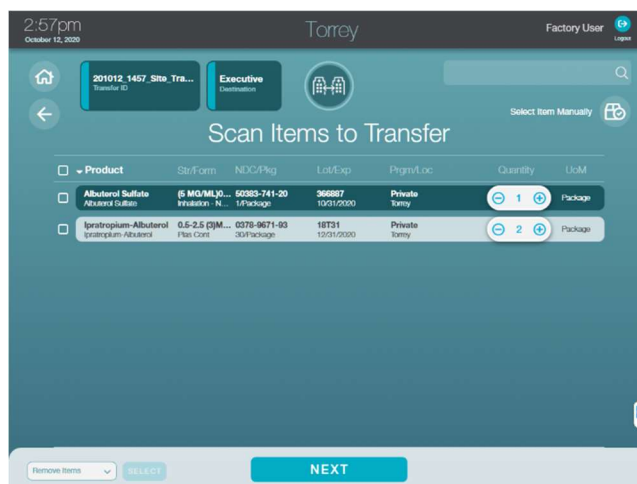 2:57pm
October 12, 2020
Torrey
Factory User
Logout
201012_1457_Site_Tra...
Transfer ID
Executive
Destination
Select Item Manually
Scan Items to Transfer
Product Str/Form NDC/Pkg Lot/Exp Prgm/Loc Quantity UoM
Albuterol Sulfate (5 MG/ML)0... 50383-741-20 366887 Private 1 Package
Albuterol Sulfate Inhalation - N... 1/Package 10/31/2020 Torrey
Ipratropium-Albuterol 0.5-2.5 (3)M... 0378-9671-93 18T31 Private 2 Package
Ipratropium-Albuterol Plas Cont 30/Package 12/31/2020 Torrey
Remove Items SELECT NEXT